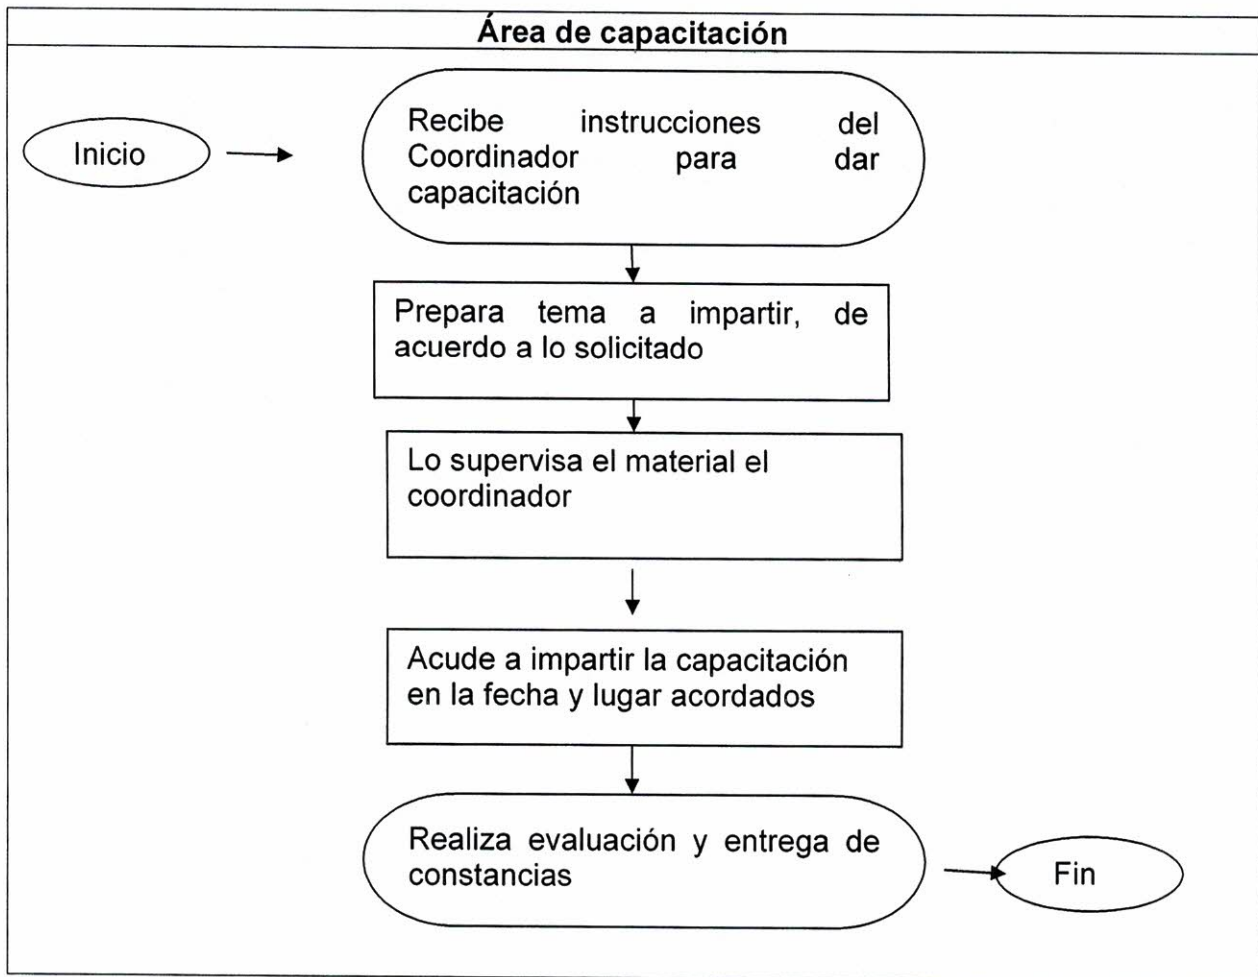 Área de capacitación
Inicio
Recibe instrucciones del
Coordinador para dar
capacitación
Prepara tema a impartir, de
acuerdo a lo solicitado
Lo supervisa el material el
coordinador
Acude a impartir la capacitación
en la fecha y lugar acordados
Realiza evaluación y entrega de
constancias
Fin